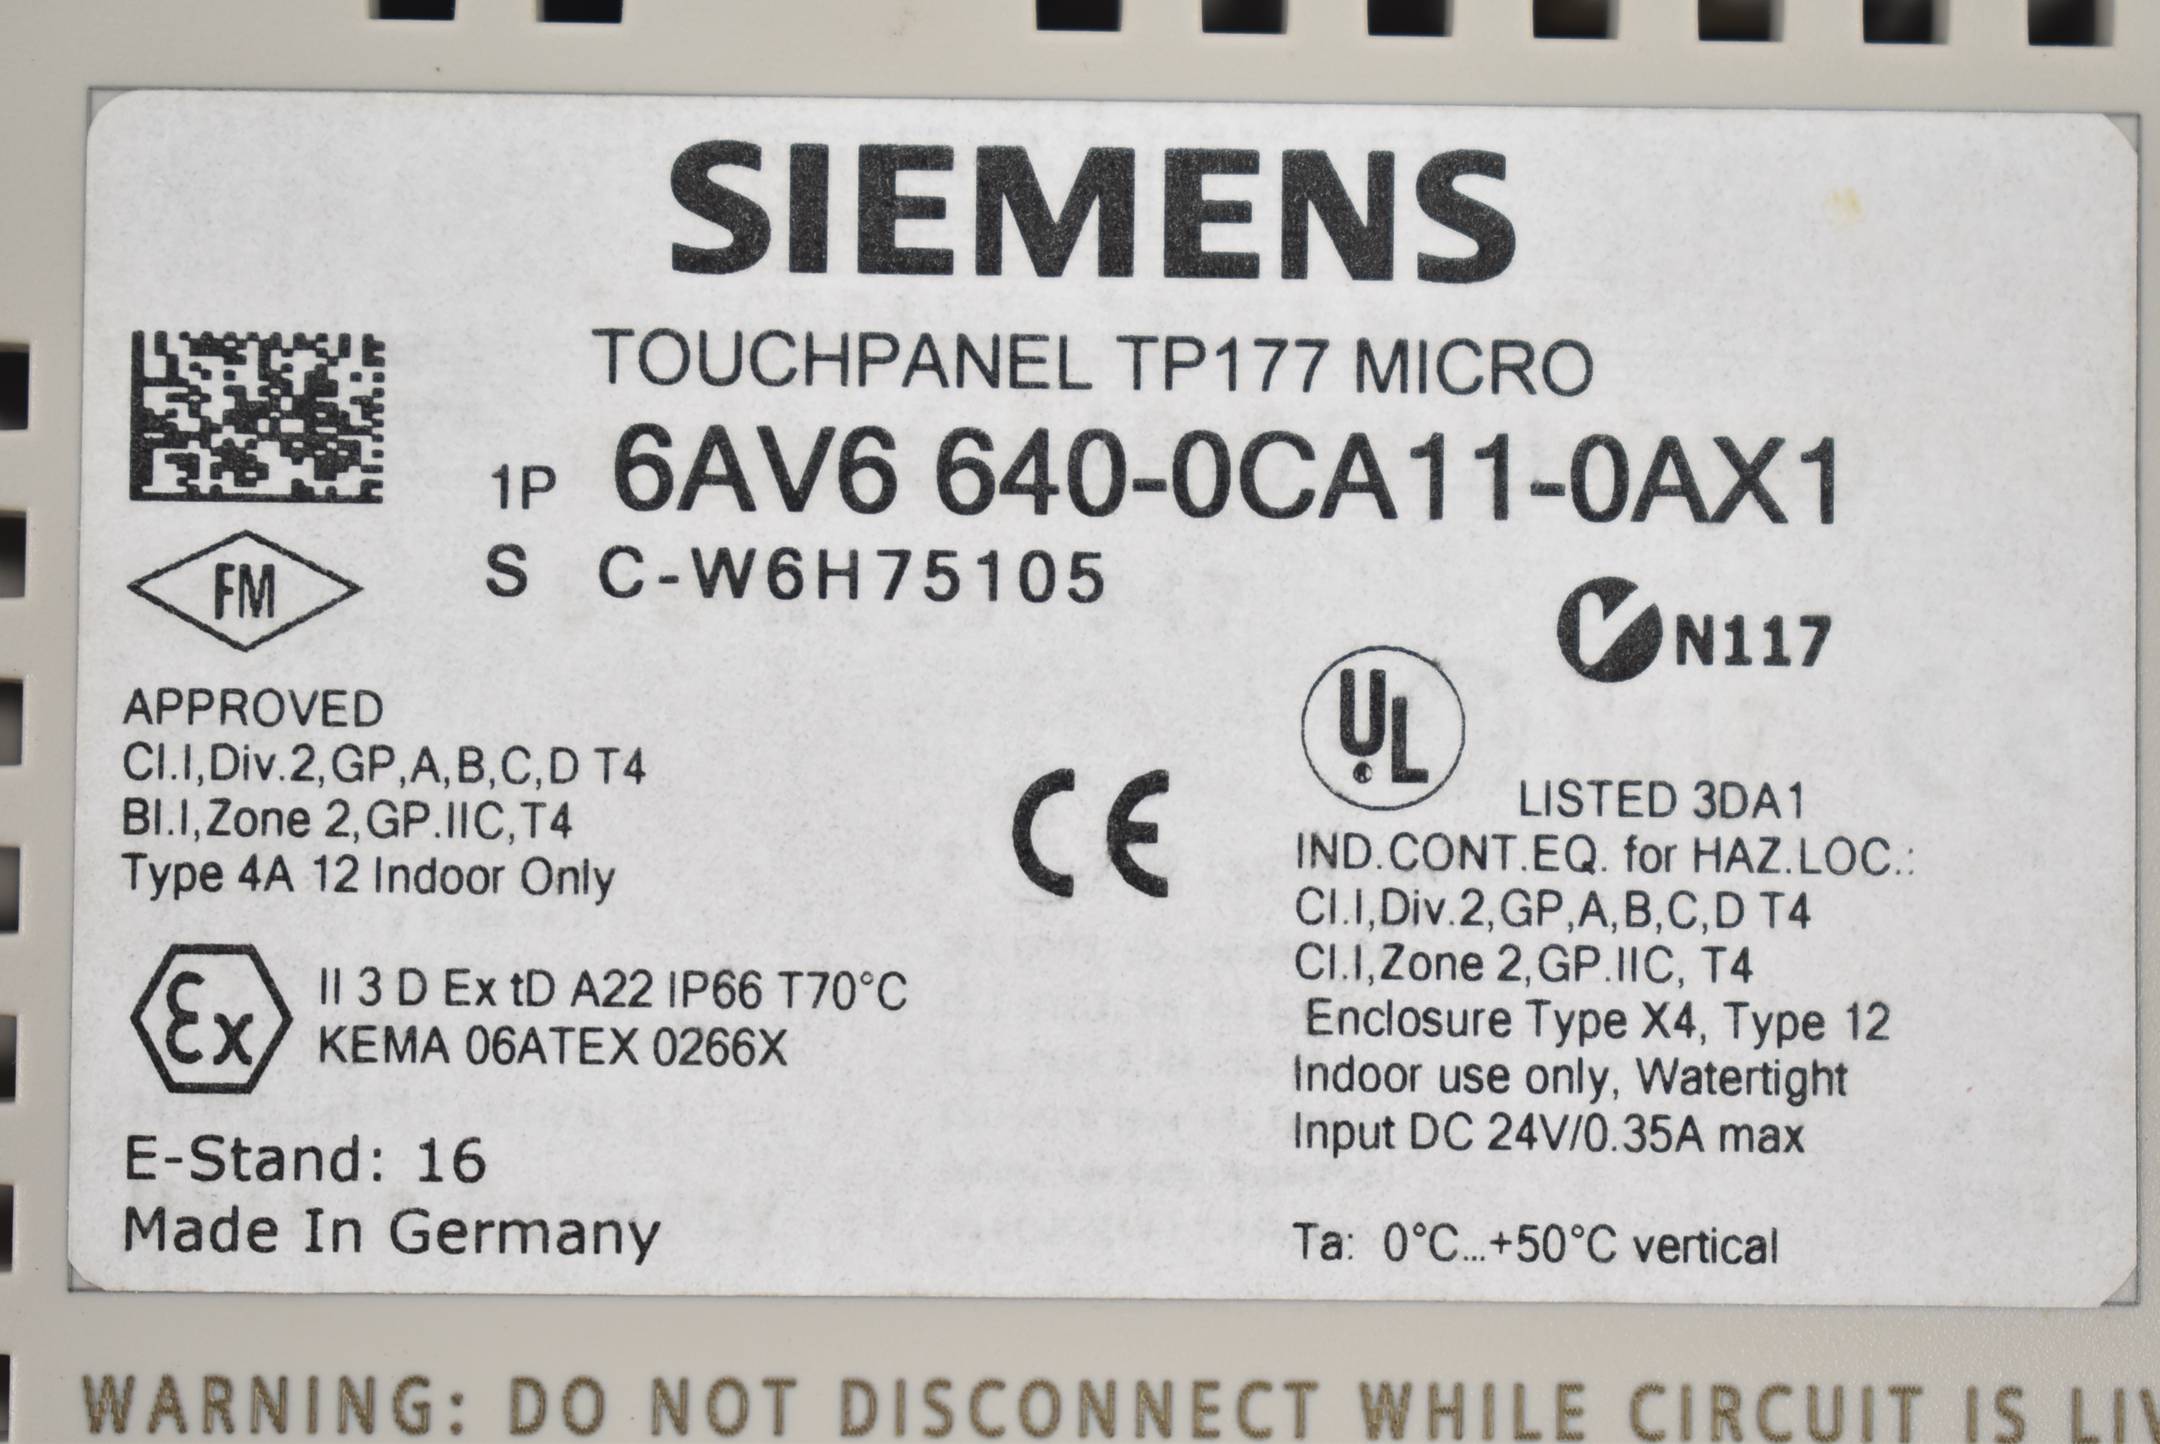 SIEMENS
TOUCHPANEL TP177 MICRO
1P 6AV6 640-0CA11-0AX1
S C-W6H75105
FM
APPROVED
Cl.I,Div.2,GP,A,B,C,D T4
Bl.I,Zone 2,GP.IIC,T4
Type 4A 12 Indoor Only
Ex
II 3 D Ex tD A22 IP66 T70°C
KEMA 06ATEX 0266X
E-Stand: 16
Made In Germany
CE
N117
UL
LISTED 3DA1
IND.CONT.EQ. for HAZ.LOC.:
Cl.I,Div.2,GP,A,B,C,D T4
Cl.I,Zone 2,GP.IIC, T4
Enclosure Type X4, Type 12
Indoor use only, Watertight
Input DC 24V/0.35A max
Ta: 0°C...+50°C vertical
WARNING: DO NOT DISCONNECT WHILE CIRCUIT IS